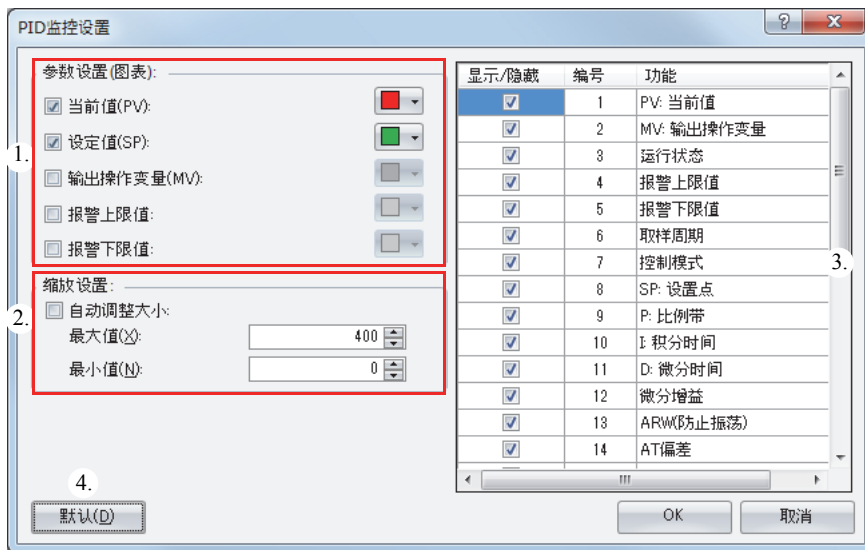 PID监控设置
参数设置(图表):
1.
当前值(PV):
设定值(SP):
输出操作变量(MV):
报警上限值:
报警下限值:
2.
缩放设置:
自动调整大小:
最大值(X): 400
最小值(N): 0
4.
默认(D)
显示/隐藏 编号 功能
1 PV: 当前值
2 MV: 输出操作变量
3 运行状态
4 报警上限值
5 报警下限值
6 取样周期
7 控制模式
8 SP: 设置点
9 P: 比例带
10 I: 积分时间
11 D: 微分时间
12 微分增益
13 ARW(防止振荡)
14 AT偏差
3.
OK 取消